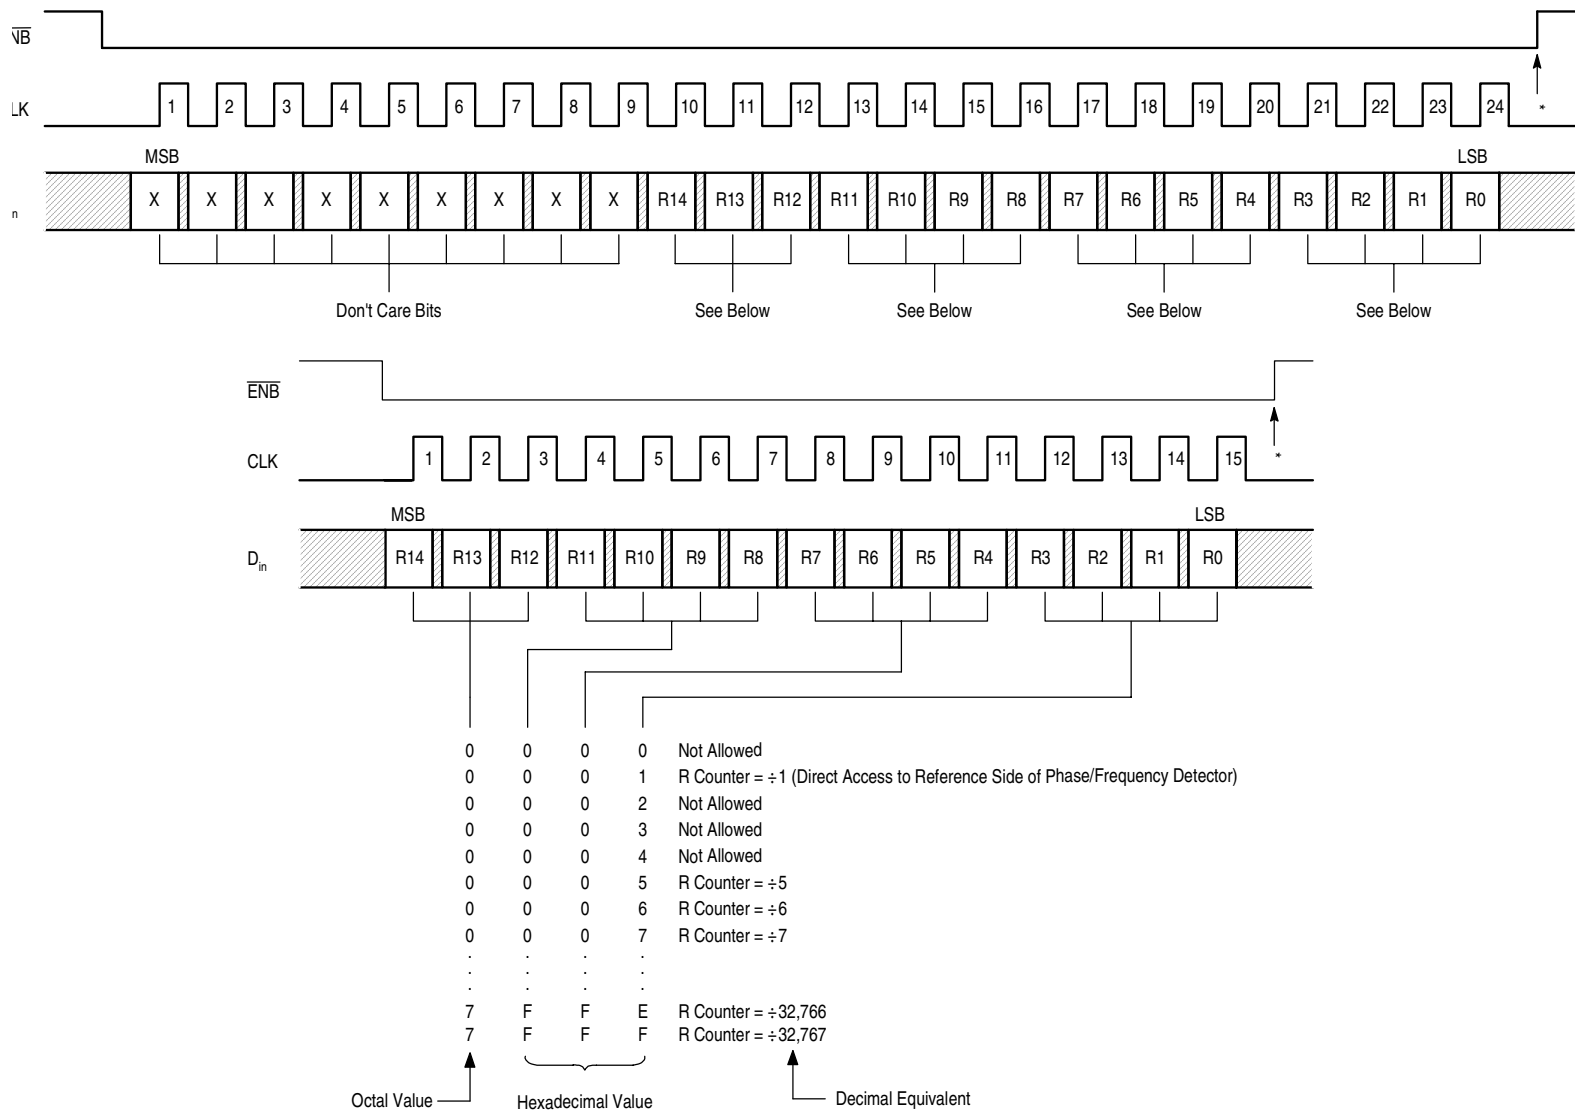 NB
LK 1 2 3 4 5 6 7 8 9 10 11 12 13 14 15 16 17 18 19 20 21 22 23 24 *
MSB LSB
n X X X X X X X X X R14 R13 R12 R11 R10 R9 R8 R7 R6 R5 R4 R3 R2 R1 R0
Don't Care Bits See Below See Below See Below See Below
ENB
CLK 1 2 3 4 5 6 7 8 9 10 11 12 13 14 15 *
MSB LSB
Din R14 R13 R12 R11 R10 R9 R8 R7 R6 R5 R4 R3 R2 R1 R0
0 0 0 0 Not Allowed
0 0 0 1 R Counter = ÷1 (Direct Access to Reference Side of Phase/Frequency Detector)
0 0 0 2 Not Allowed
0 0 0 3 Not Allowed
0 0 0 4 Not Allowed
0 0 0 5 R Counter = ÷5
0 0 0 6 R Counter = ÷6
0 0 0 7 R Counter = ÷7
. . . .
. . . .
. . . .
7 F F E R Counter = ÷32,766
7 F F F R Counter = ÷32,767
Octal Value Hexadecimal Value Decimal Equivalent